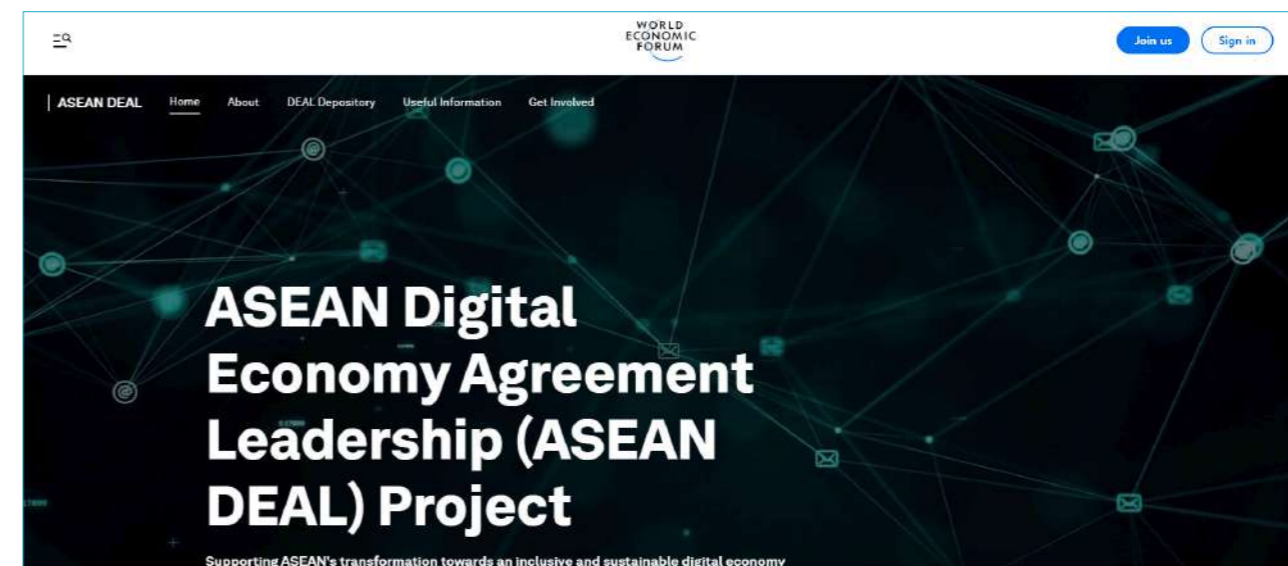 WORLD
ECONOMIC
FORUM
Join us
Sign in
ASEAN DEAL Home About DEAL Depository Useful Information Get Involved
ASEAN Digital
Economy Agreement
Leadership (ASEAN
DEAL) Project
Supporting ASEAN's transformation towards an inclusive and sustainable digital economy